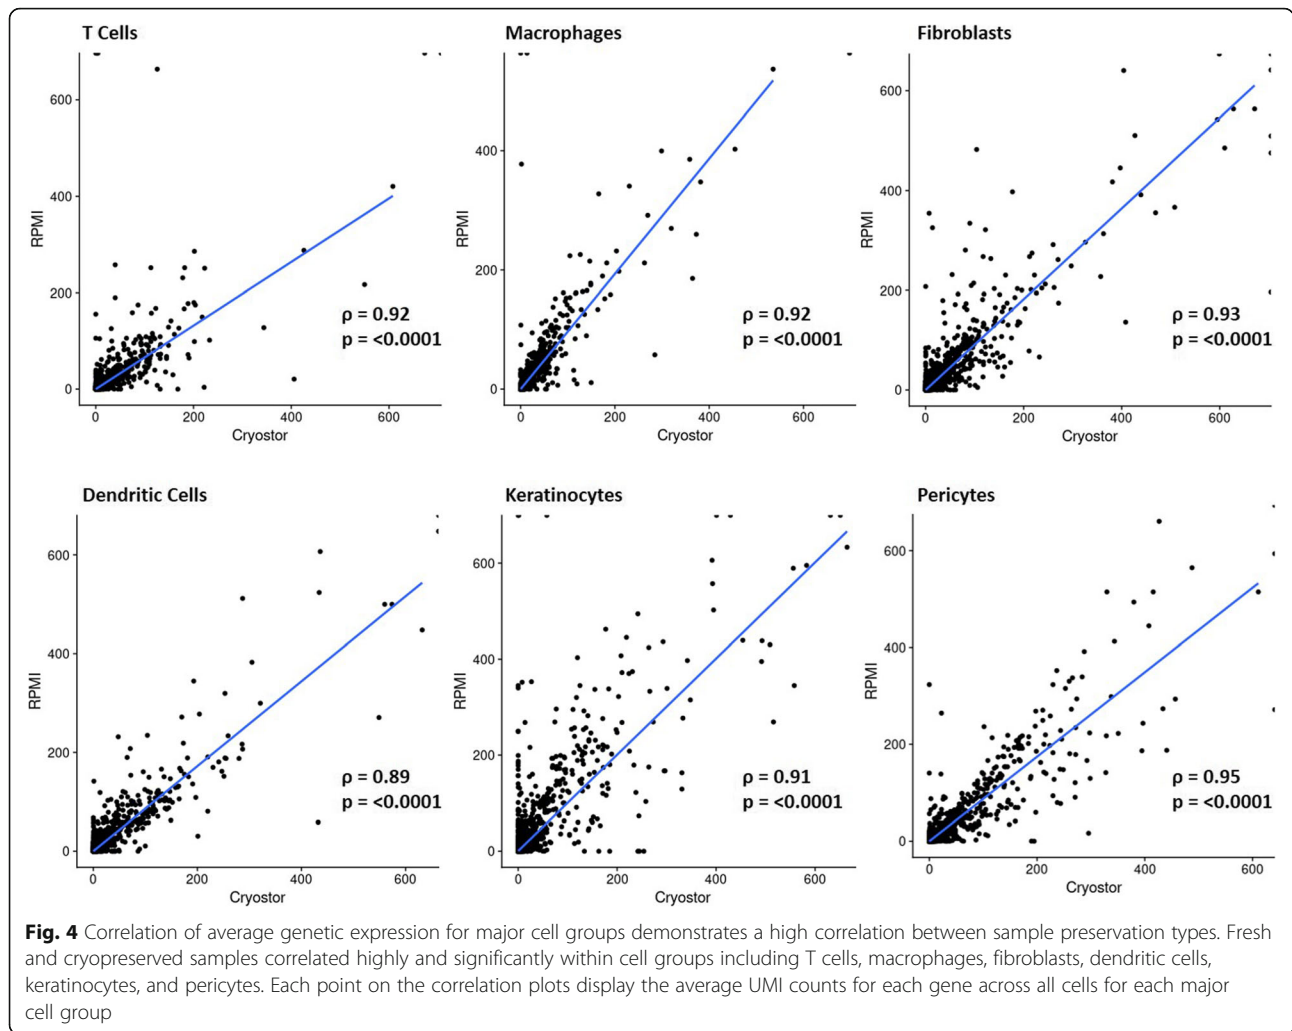 T Cells
600
400
200
0
RPMI
0 200 400 600
Cryostor
ρ = 0.92
p = <0.0001
Macrophages
400
200
0
RPMI
0 200 400 600
Cryostor
ρ = 0.92
p = <0.0001
Fibroblasts
600
400
200
0
RPMI
0 200 400 600
Cryostor
ρ = 0.93
p = <0.0001
Dendritic Cells
600
400
200
0
RPMI
0 200 400 600
Cryostor
ρ = 0.89
p = <0.0001
Keratinocytes
600
400
200
0
RPMI
0 200 400 600
Cryostor
ρ = 0.91
p = <0.0001
Pericytes
600
400
200
0
RPMI
0 200 400 600
Cryostor
ρ = 0.95
p = <0.0001
Fig. 4 Correlation of average genetic expression for major cell groups demonstrates a high correlation between sample preservation types. Fresh
and cryopreserved samples correlated highly and significantly within cell groups including T cells, macrophages, fibroblasts, dendritic cells,
keratinocytes, and pericytes. Each point on the correlation plots display the average UMI counts for each gene across all cells for each major
cell group